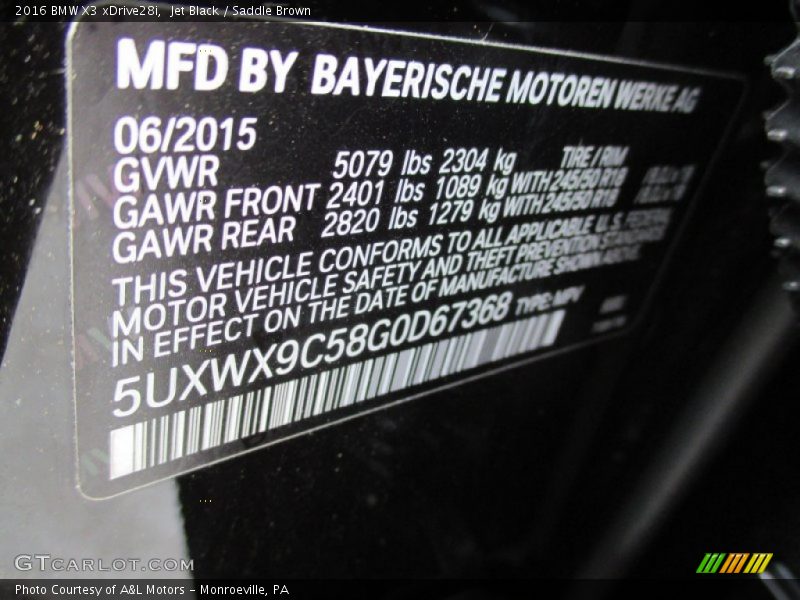 2016 BMW X3 xDrive28i, Jet Black / Saddle Brown
MFD BY BAYERISCHE MOTOREN WERKE AG
06/2015
GVWR 5079 lbs 2304 kg TIRE / RIM
GAWR FRONT 2401 lbs 1089 kg WITH 245/50 R18
GAWR REAR 2820 lbs 1279 kg WITH 245/50 R18
THIS VEHICLE CONFORMS TO ALL APPLICABLE U.S. FEDERAL
MOTOR VEHICLE SAFETY AND THEFT PREVENTION STANDARDS
IN EFFECT ON THE DATE OF MANUFACTURE SHOWN ABOVE.
5UXWX9C58G0D67368 TYPE: MPV
GTCARLOT.COM
Photo Courtesy of A&L Motors - Monroeville, PA